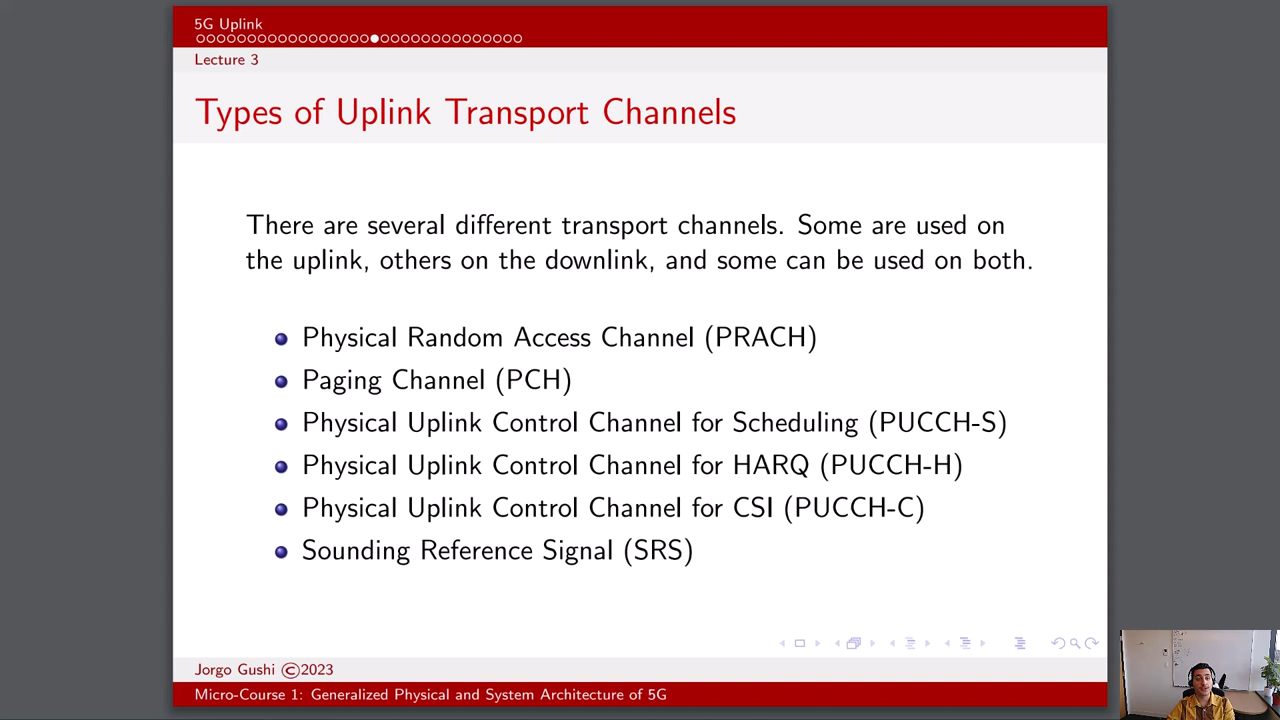 5G Uplink
Lecture 3
Types of Uplink Transport Channels
There are several different transport channels. Some are used on
the uplink, others on the downlink, and some can be used on both.
Physical Random Access Channel (PRACH)
Paging Channel (PCH)
Physical Uplink Control Channel for Scheduling (PUCCH-S)
Physical Uplink Control Channel for HARQ (PUCCH-H)
Physical Uplink Control Channel for CSI (PUCCH-C)
Sounding Reference Signal (SRS)
Jorgo Gushi ©2023
Micro-Course 1: Generalized Physical and System Architecture of 5G